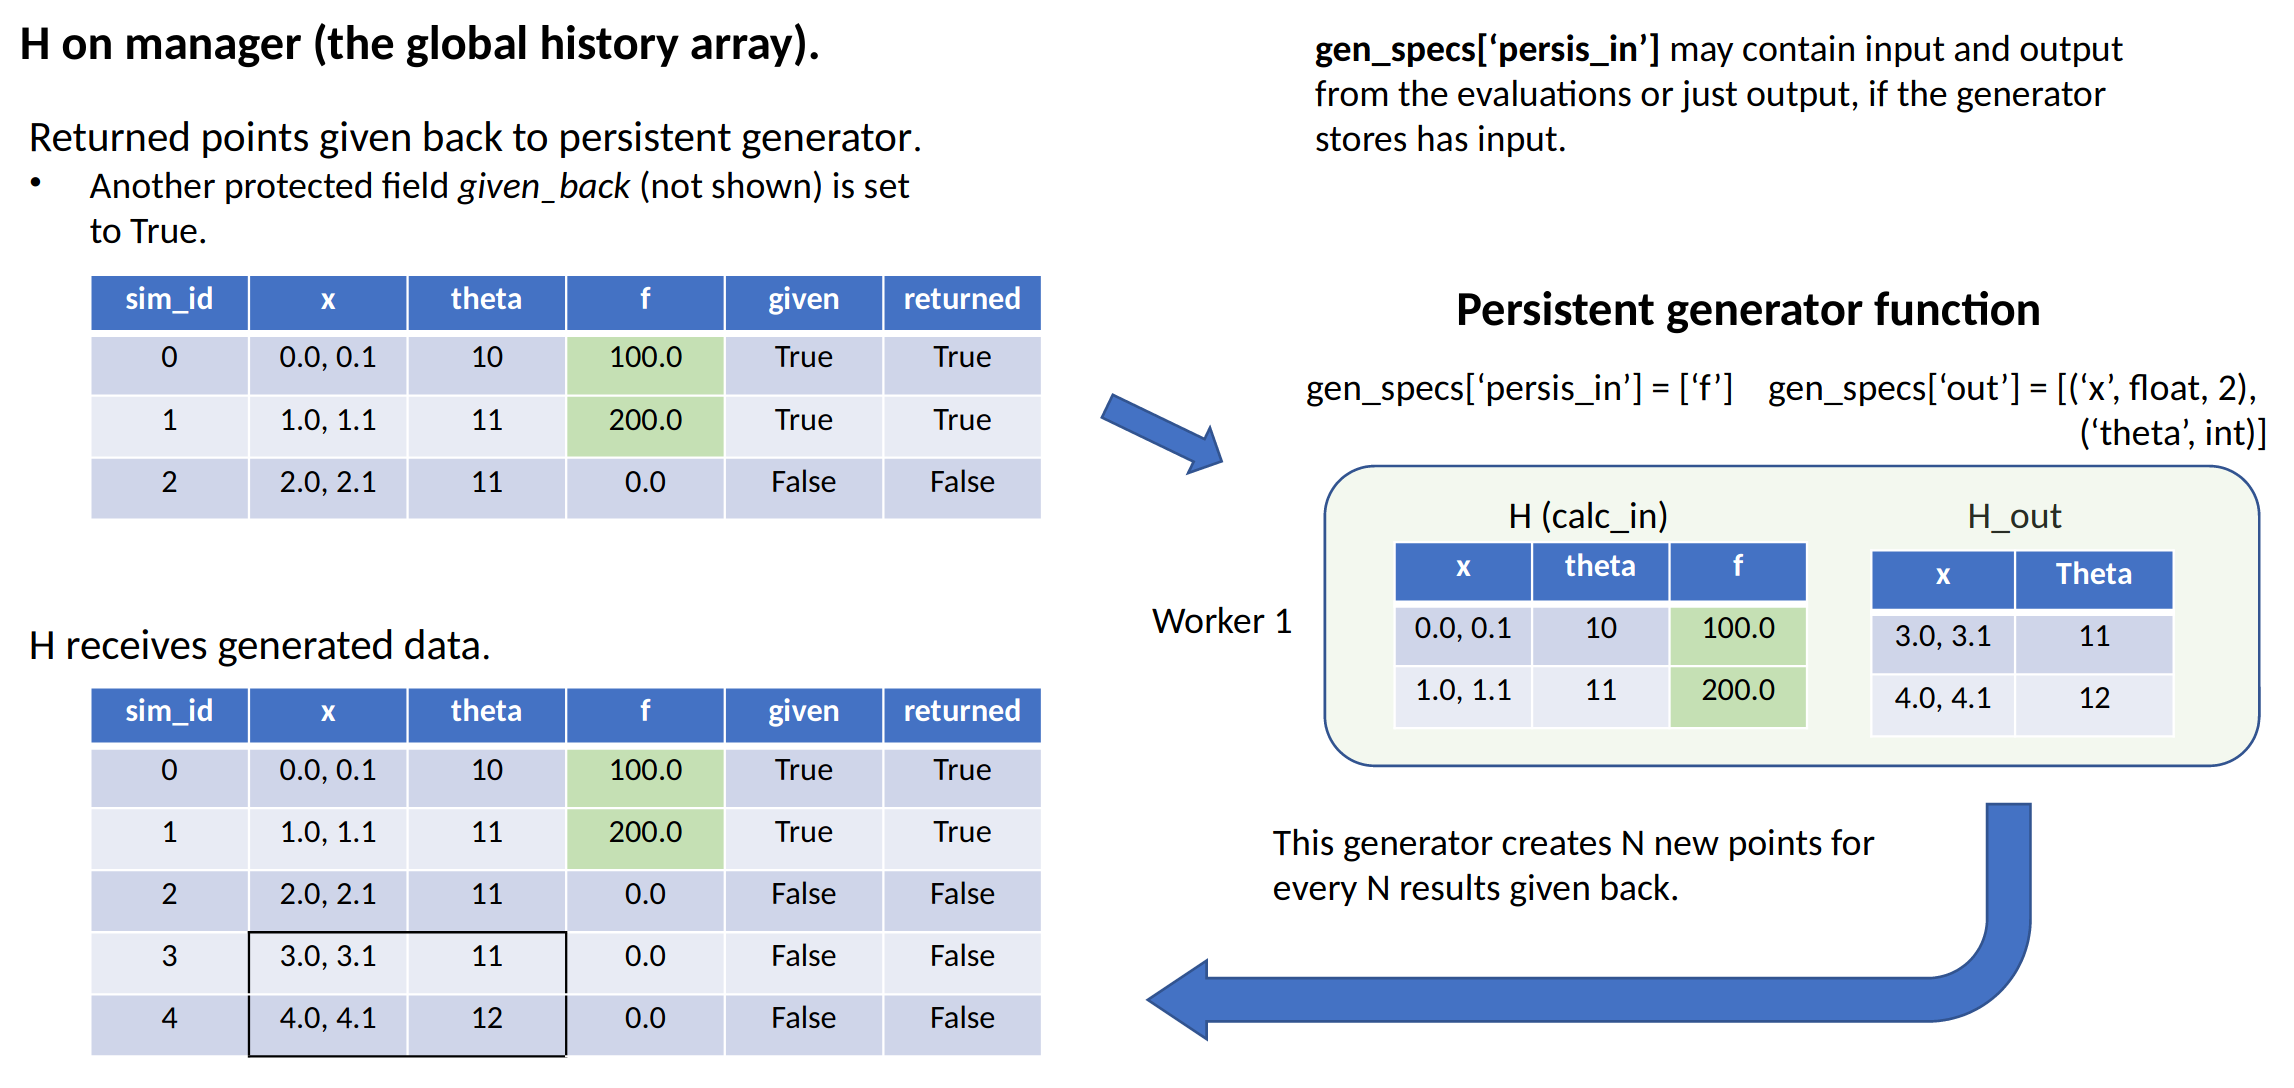 H on manager (the global history array).
Returned points given back to persistent generator.
• Another protected field given_back (not shown) is set
to True.
sim_id x theta f given returned
0 0.0, 0.1 10 100.0 True True
1 1.0, 1.1 11 200.0 True True
2 2.0, 2.1 11 0.0 False False
H receives generated data.
sim_id x theta f given returned
0 0.0, 0.1 10 100.0 True True
1 1.0, 1.1 11 200.0 True True
2 2.0, 2.1 11 0.0 False False
3 3.0, 3.1 11 0.0 False False
4 4.0, 4.1 12 0.0 False False
gen_specs[‘persis_in’] may contain input and output
from the evaluations or just output, if the generator
stores has input.
Persistent generator function
gen_specs[‘persis_in’] = [‘f’] gen_specs[‘out’] = [(‘x’, float, 2),
(‘theta’, int)]
Worker 1
H (calc_in)
x theta f
0.0, 0.1 10 100.0
1.0, 1.1 11 200.0
H_out
x Theta
3.0, 3.1 11
4.0, 4.1 12
This generator creates N new points for
every N results given back.